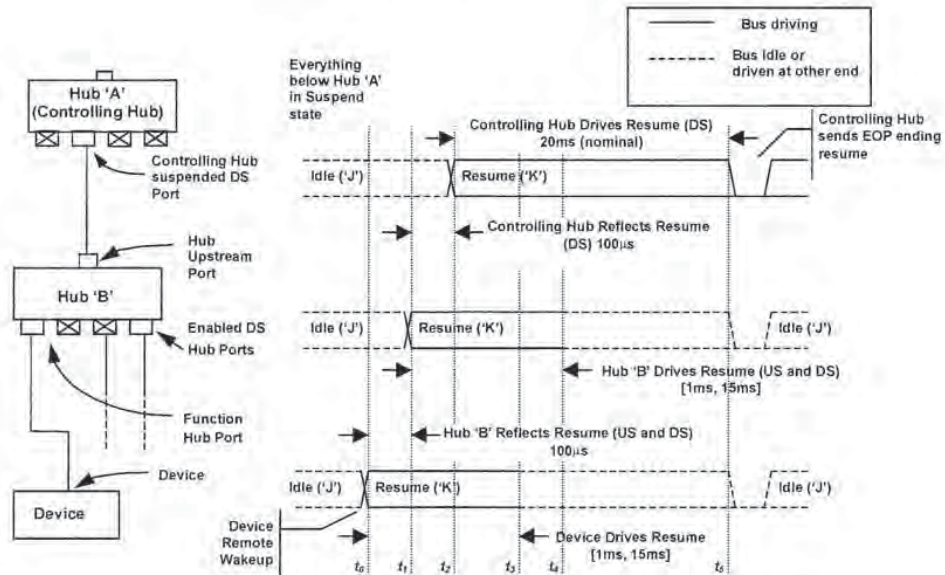 Bus driving
Bus Idle or
driven at other end
Everything
below Hub 'A'
in Suspend
state
Hub 'A'
(Controlling Hub)
Controlling Hub
suspended DS
Port
Hub
Upstream
Port
Hub 'B'
Enabled DS
Hub Ports
Function
Hub Port
Device
Device
Controlling Hub Drives Resume (DS)
20ms (nominal)
Controlling Hub
sends EOP ending
resume
Idle ('J')
Resume ('K')
Controlling Hub Reflects Resume
(DS) 100µs
Idle ('J')
Resume ('K')
Idle ('J')
Hub 'B' Drives Resume (US and DS)
[1ms, 15ms]
Hub 'B' Reflects Resume (US and DS)
100µs
Idle ('J')
Resume ('K')
Idle ('J')
Device
Remote
Wakeup
Device Drives Resume
[1ms, 15ms]
t0 t1 t2 t3 t4 t5